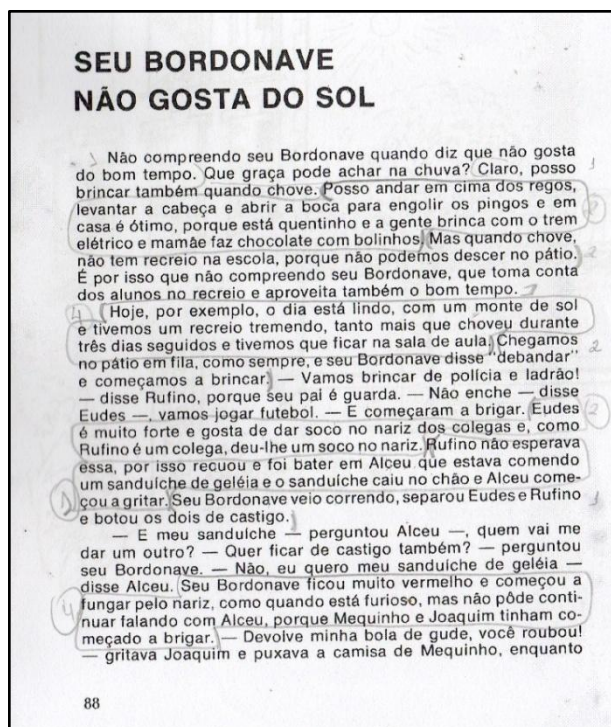 SEU BORDONAVE
NÃO GOSTA DO SOL
Não compreendo seu Bordonave quando diz que não gosta
do bom tempo. Que graça pode achar na chuva? Claro, posso
brincar também quando chove. Posso andar em cima dos regos,
levantar a cabeça e abrir a boca para engolir os pingos e em
casa é ótimo, porque está quentinho e a gente brinca com o trem
elétrico e mamãe faz chocolate com bolinhos. Mas quando chove,
não tem recreio na escola, porque não podemos descer no pátio.
É por isso que não compreendo seu Bordonave, que toma conta
dos alunos no recreio e aproveita também o bom tempo.
Hoje, por exemplo, o dia está lindo, com um monte de sol
e tivemos um recreio tremendo, tanto mais que choveu durante
três dias seguidos e tivemos que ficar na sala de aula. Chegamos
no pátio em fila, como sempre, e seu Bordonave disse "debandar"
e começamos a brincar. — Vamos brincar de polícia e ladrão!
— disse Rufino, porque seu pai é guarda. — Não enche — disse
Eudes —, vamos jogar futebol. — E começaram a brigar. Eudes
é muito forte e gosta de dar soco no nariz dos colegas e, como
Rufino é um colega, deu-lhe um soco no nariz. Rufino não esperava
essa, por isso recuou e foi bater em Alceu que estava comendo
um sanduíche de geléia e o sanduíche caiu no chão e Alceu come-
çou a gritar. Seu Bordonave veio correndo, separou Eudes e Rufino
e botou os dois de castigo.
— E meu sanduíche — perguntou Alceu —, quem vai me
dar um outro? — Quer ficar de castigo também? — perguntou
seu Bordonave. — Não, eu quero meu sanduíche de geléia —
disse Alceu. Seu Bordonave ficou muito vermelho e começou a
fungar pelo nariz, como quando está furioso, mas não pôde conti-
nuar falando com Alceu, porque Mequinho e Joaquim tinham co-
meçado a brigar. — Devolve minha bola de gude, você roubou!
— gritava Joaquim e puxava a camisa de Mequinho, enquanto
88